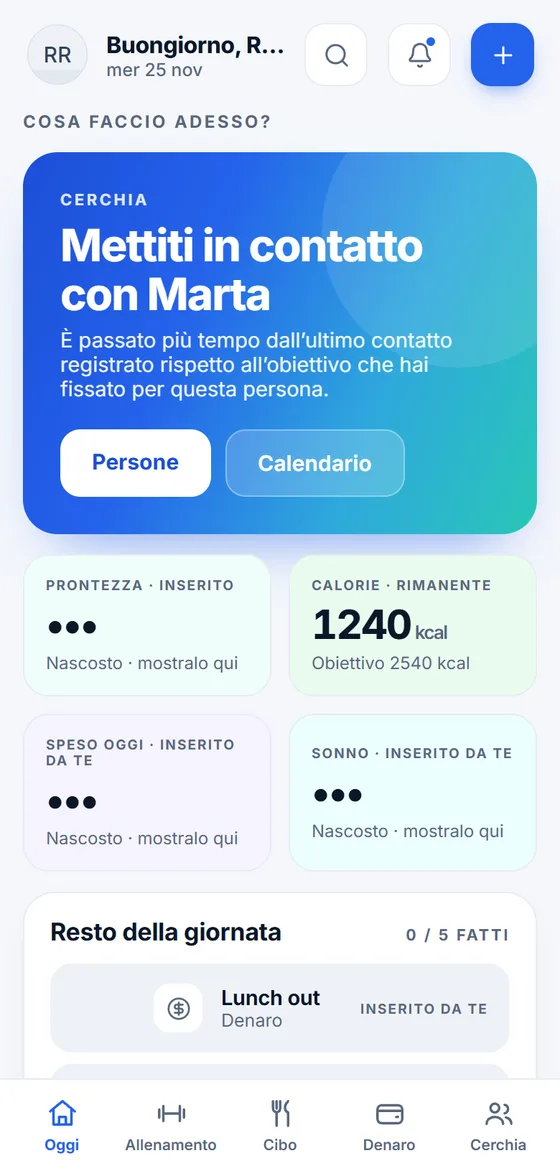 RR
Buongiorno, R...
mer 25 nov
COSA FACCIO ADESSO?
CERCHIA
Mettiti in contatto
con Marta
È passato più tempo dall’ultimo contatto
registrato rispetto all’obiettivo che hai
fissato per questa persona.
Persone
Calendario
PRONTEZZA · INSERITO
•••
Nascosto · mostralo qui
CALORIE · RIMANENTE
1240 kcal
Obiettivo 2540 kcal
SPESO OGGI · INSERITO
DA TE
•••
Nascosto · mostralo qui
SONNO · INSERITO DA TE
•••
Nascosto · mostralo qui
Resto della giornata
0 / 5 FATTI
Lunch out
Denaro
INSERITO DA TE
Oggi
Allenamento
Cibo
Denaro
Cerchia